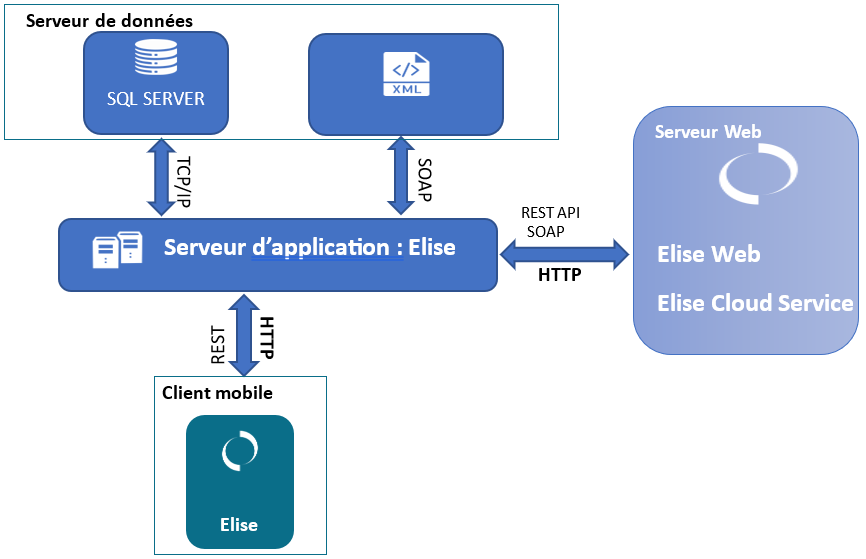 Serveur de données
SQL SERVER
</>
XML
TCP/IP
SOAP
Serveur Web
Serveur d’application : Elise
REST API
SOAP
HTTP
Elise Web
Elise Cloud Service
REST
HTTP
Client mobile
Elise